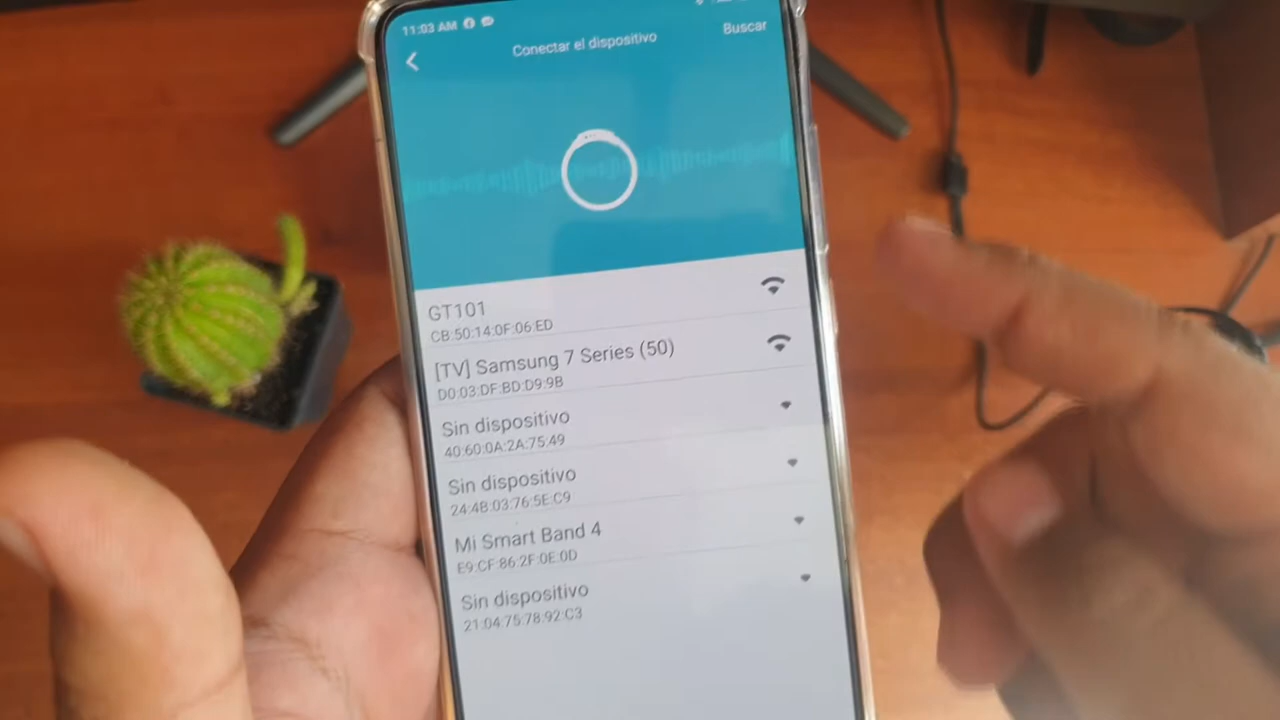 11:03 AM
Conectar el dispositivo
Buscar
GT101
CB:50:14:0F:06:ED
[TV] Samsung 7 Series (50)
D0:03:DF:BD:D9:9B
Sin dispositivo
40:60:0A:2A:75:49
Sin dispositivo
24:4B:03:76:5E:C9
Mi Smart Band 4
E9:CF:86:2F:0E:0D
Sin dispositivo
21:04:75:78:92:C3